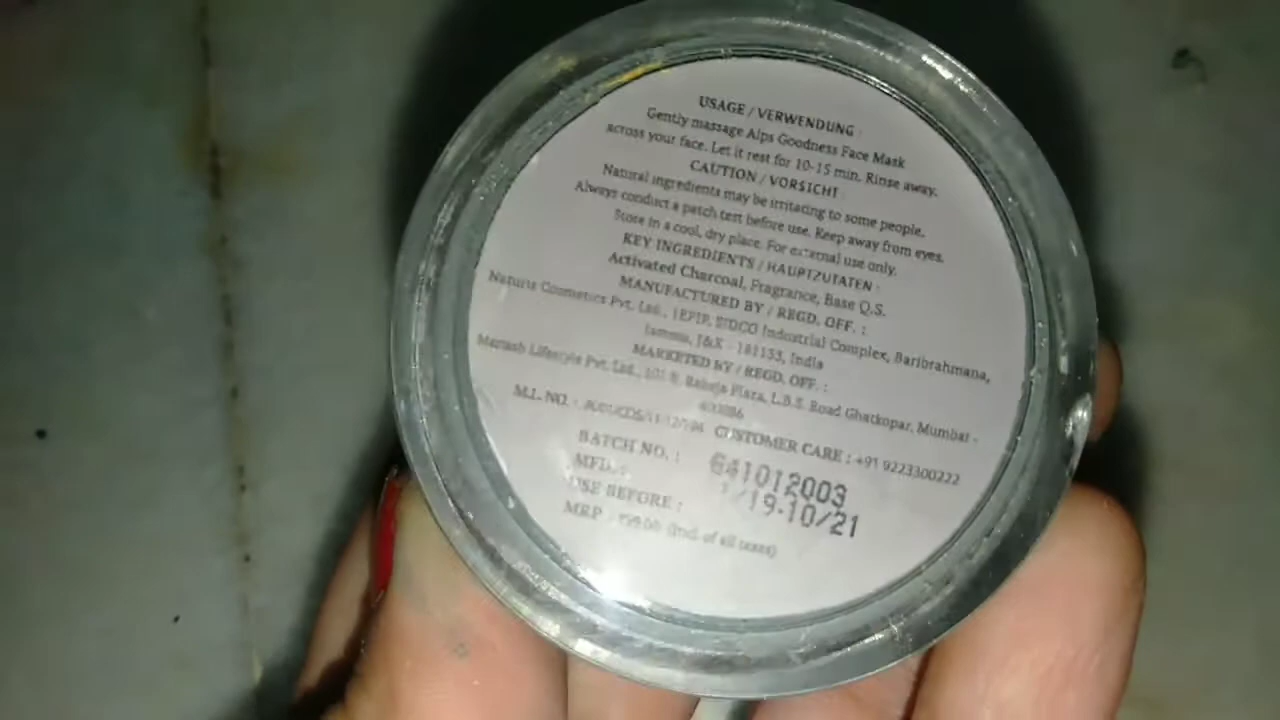 USAGE / VERWENDUNG :
Gently massage Alps Goodness Face Mask
across your face. Let it rest for 10-15 min. Rinse away.
CAUTION / VORSICHT :
Natural ingredients may be irritating to some people.
Always conduct a patch test before use. Keep away from eyes.
Store in a cool, dry place. For external use only.
KEY INGREDIENTS / HAUPTZUTATEN :
Activated Charcoal, Fragrance, Base Q.S.
MANUFACTURED BY / REGD. OFF. :
Naturis Cosmetics Pvt. Ltd., SIDCO Industrial Complex, Baribrahmana,
J&K - 181133, India
MARKETED BY / REGD. OFF. :
Lifestyle Pvt. Ltd., Raheja Plaza, L.B.S. Road Ghatkopar, Mumbai -
M.L. NO. : CUSTOMER CARE : +91 9223300222
BATCH NO. : 641012003
MFD. : /19-10/21
USE BEFORE :
MRP : (incl. of all taxes)